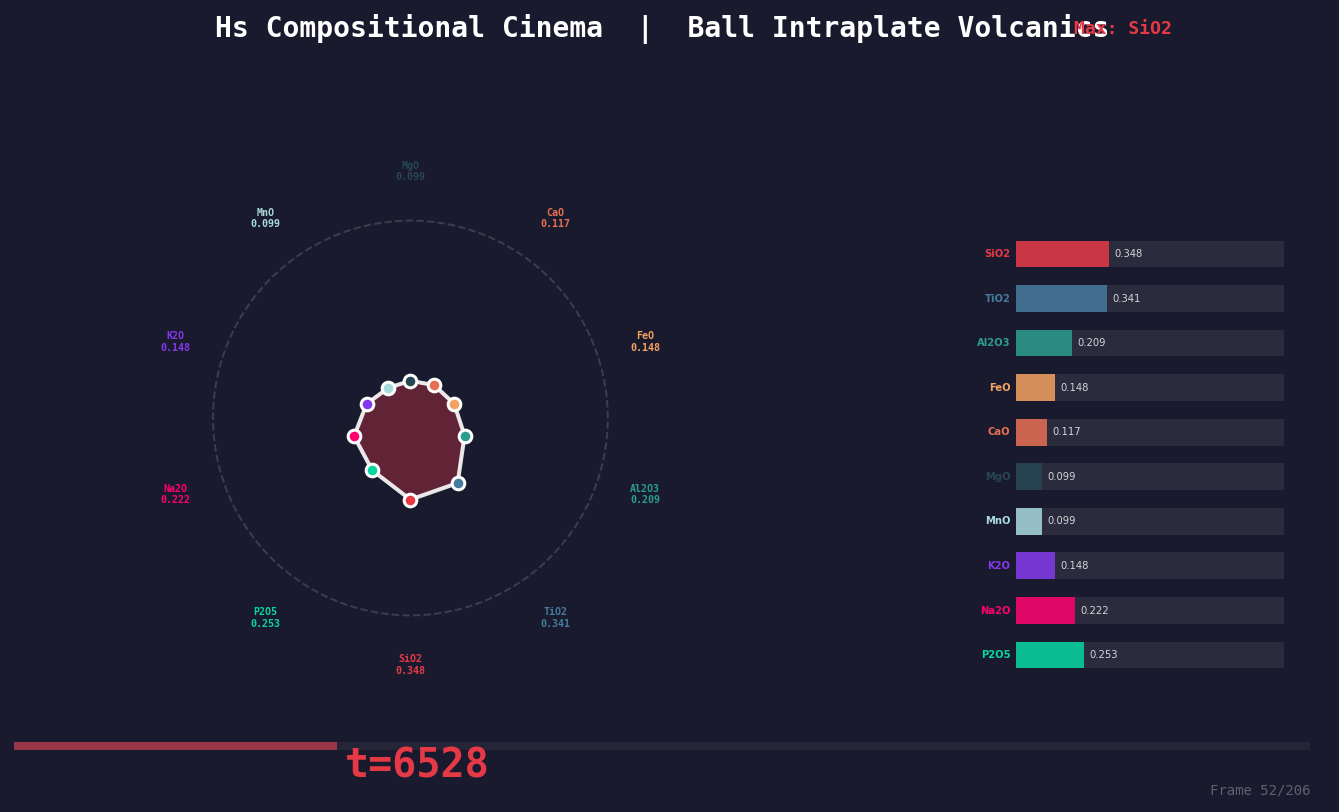 Hs Compositional Cinema | Ball Intraplate Volcanics
Max: SiO2
MgO
0.099
MnO
0.099
CaO
0.117
K2O
0.148
FeO
0.148
Na2O
0.222
Al2O3
0.209
P2O5
0.253
TiO2
0.341
SiO2
0.348
SiO2 0.348
TiO2 0.341
Al2O3 0.209
FeO 0.148
CaO 0.117
MgO 0.099
MnO 0.099
K2O 0.148
Na2O 0.222
P2O5 0.253
t=6528
Frame 52/206